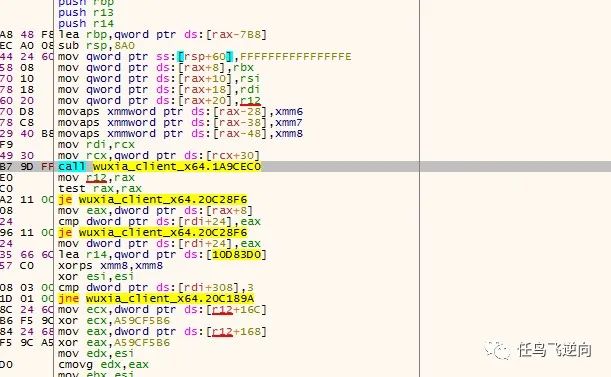 push rbp
push r13
push r14
A8 48 F8 lea rbp,qword ptr ds:[rax-7B8]
EC A0 08 sub rsp,8A0
44 24 60 mov qword ptr ss:[rsp+60],FFFFFFFFFFFFFFFE
58 08 mov qword ptr ds:[rax+8],rbx
70 10 mov qword ptr ds:[rax+10],rsi
78 18 mov qword ptr ds:[rax+18],rdi
60 20 mov qword ptr ds:[rax+20],r12
70 D8 movaps xmmword ptr ds:[rax-28],xmm6
78 C8 movaps xmmword ptr ds:[rax-38],xmm7
29 40 B8 movaps xmmword ptr ds:[rax-48],xmm8
F9 mov rdi,rcx
49 30 mov rcx,qword ptr ds:[rcx+30]
B7 9D FF call wuxia_client_x64.1A9CEC0
E0 mov r12,rax
C0 test rax,rax
A2 11 00 je wuxia_client_x64.20C28F6
08 mov eax,dword ptr ds:[rax+8]
24 cmp dword ptr ds:[rdi+24],eax
96 11 00 je wuxia_client_x64.20C28F6
24 mov dword ptr ds:[rdi+24],eax
35 66 6C lea r14,qword ptr ds:[10D83D0]
57 C0 xorps xmm8,xmm8
xor esi,esi
08 03 00 cmp dword ptr ds:[rdi+308],3
1D 01 00 jne wuxia_client_x64.20C189A
8C 24 6C mov ecx,dword ptr ds:[r12+16C]
B6 F5 9C xor ecx,A59CF5B6
84 24 68 mov eax,dword ptr ds:[r12+168]
F5 9C A5 xor eax,A59CF5B6
mov edx,esi
D0 cmovg edx,eax
mov ebx,esi
任鸟飞逆向